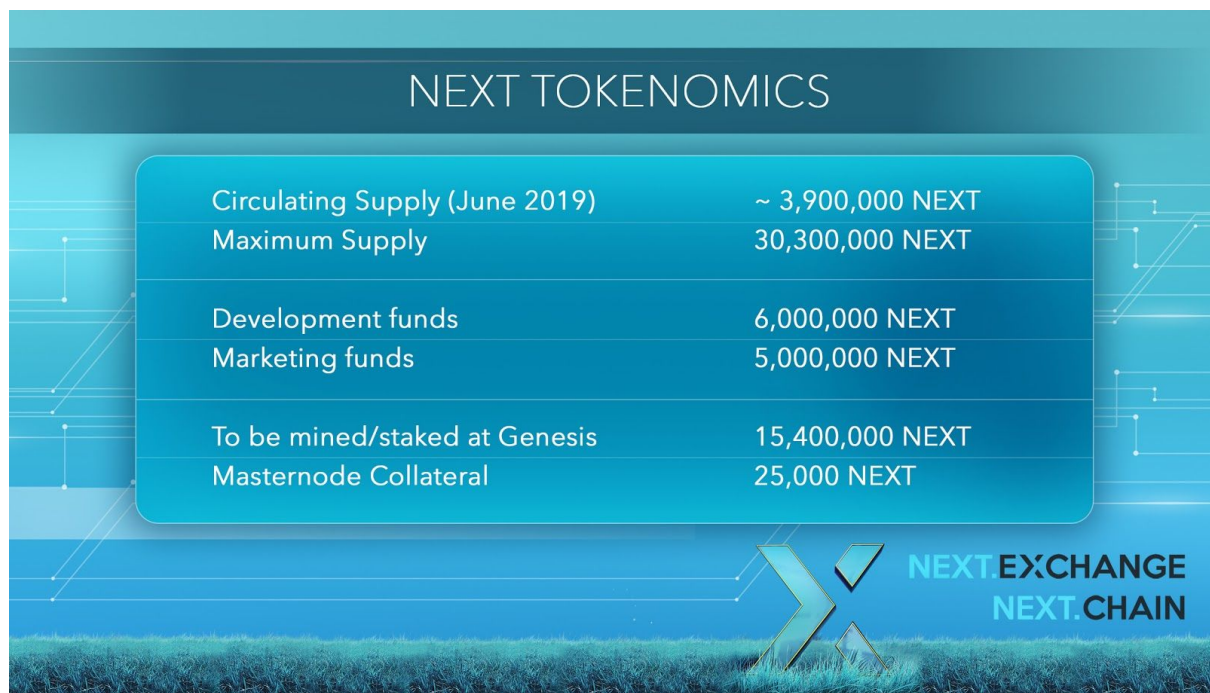 NEXT TOKENOMICS
Circulating Supply (June 2019) ~ 3,900,000 NEXT
Maximum Supply 30,300,000 NEXT
Development funds 6,000,000 NEXT
Marketing funds 5,000,000 NEXT
To be mined/staked at Genesis 15,400,000 NEXT
Masternode Collateral 25,000 NEXT
NEXT.EXCHANGE
NEXT.CHAIN